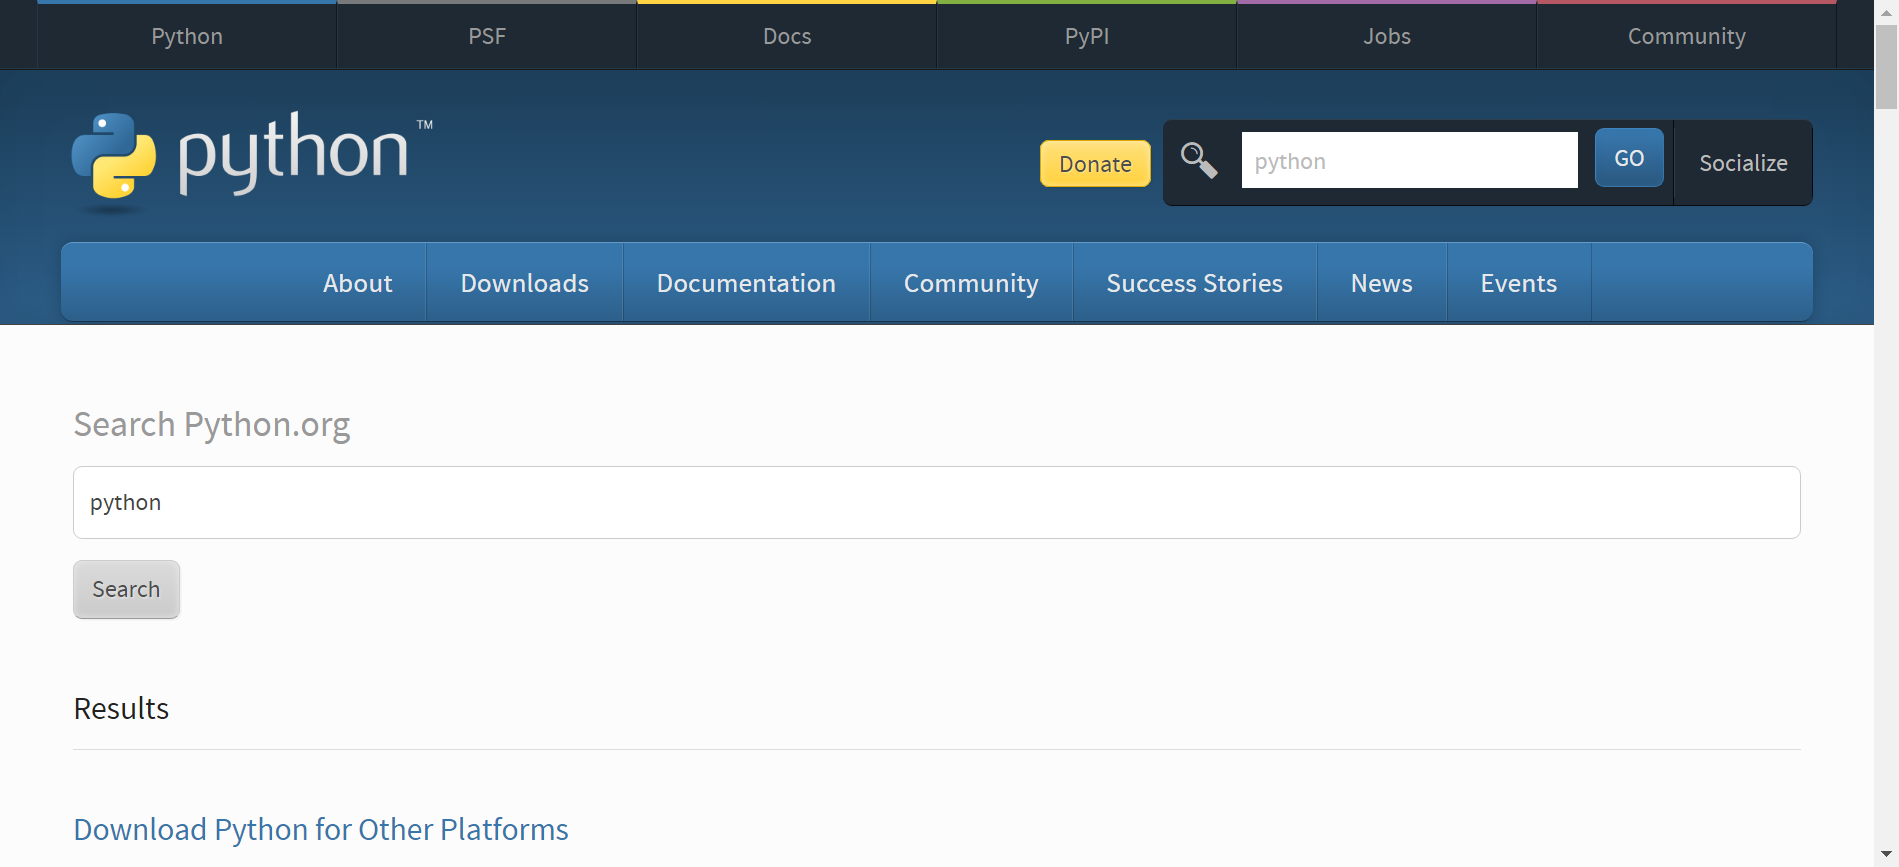 Python PSF Docs PyPI Jobs Community
python™
Donate python GO Socialize
About Downloads Documentation Community Success Stories News Events
Search Python.org
python
Search
Results
Download Python for Other Platforms